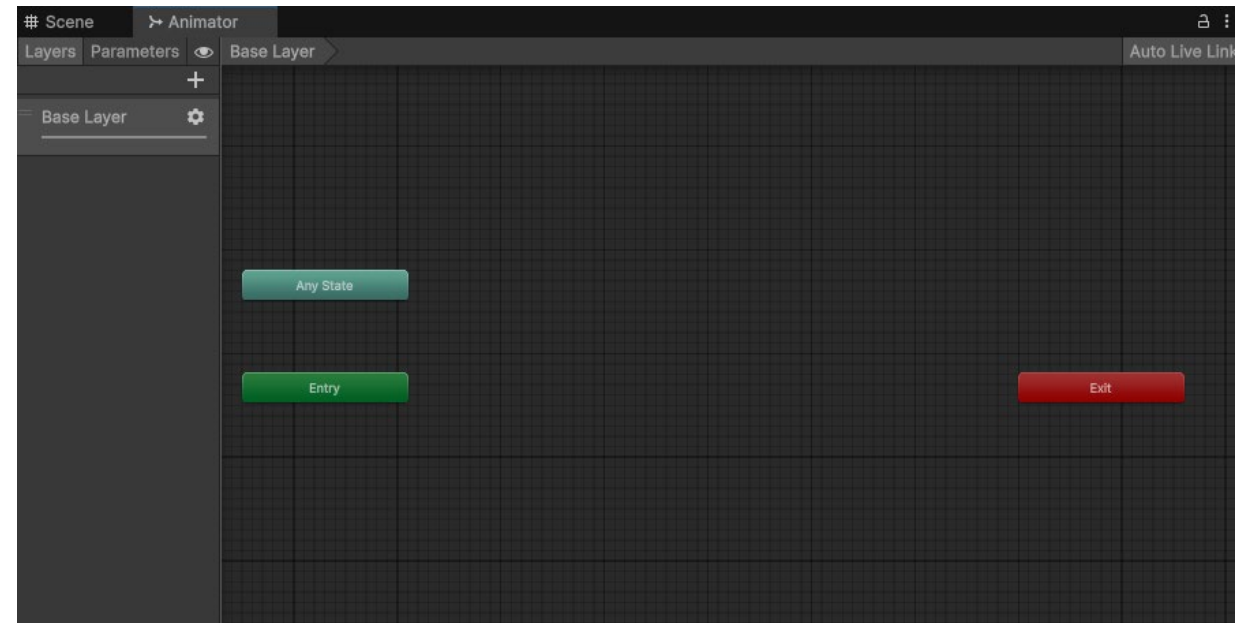 Scene Animator
Layers Parameters Base Layer Auto Live Link
Base Layer
Any State
Entry Exit